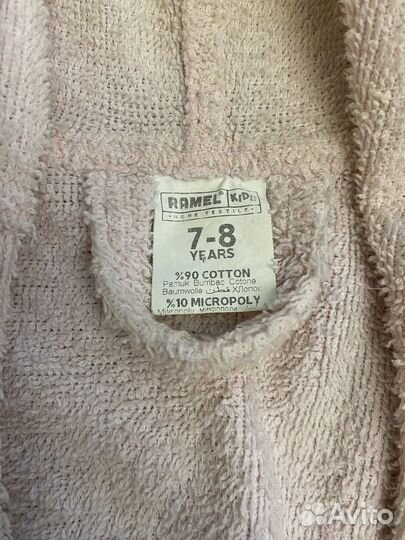 RAMEL® KIDS
HOME TEXTILE
7-8
YEARS
%90 COTTON
Pamuk Bumbac Cotone
Baumwolle قطن Хлопок
%10 MICROPOLY
Avito